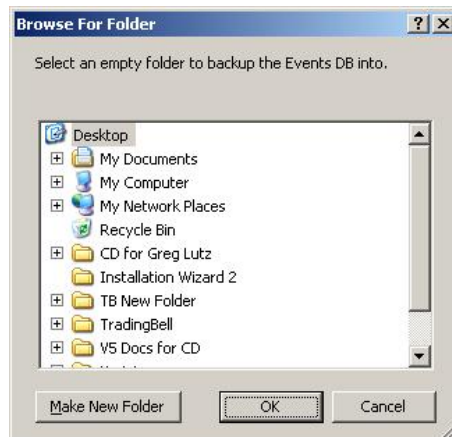 Browse For Folder
Select an empty folder to backup the Events DB into.
Desktop
My Documents
My Computer
My Network Places
Recycle Bin
CD for Greg Lutz
Installation Wizard 2
TB New Folder
TradingBell
V5 Docs for CD
Make New Folder
OK
Cancel